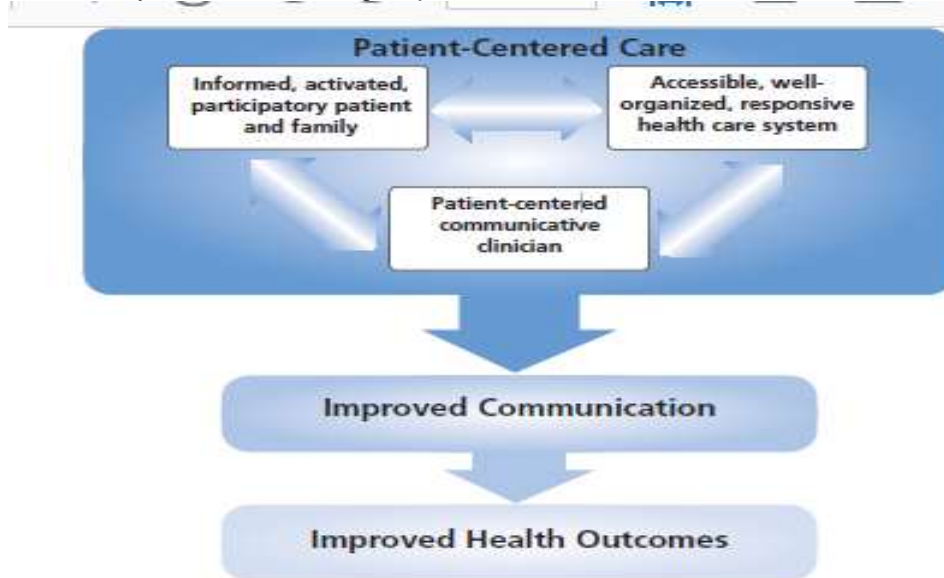 Patient-Centered Care
Informed, activated,
participatory patient
and family
Accessible, well-
organized, responsive
health care system
Patient-centered
communicative
clinician
Improved Communication
Improved Health Outcomes